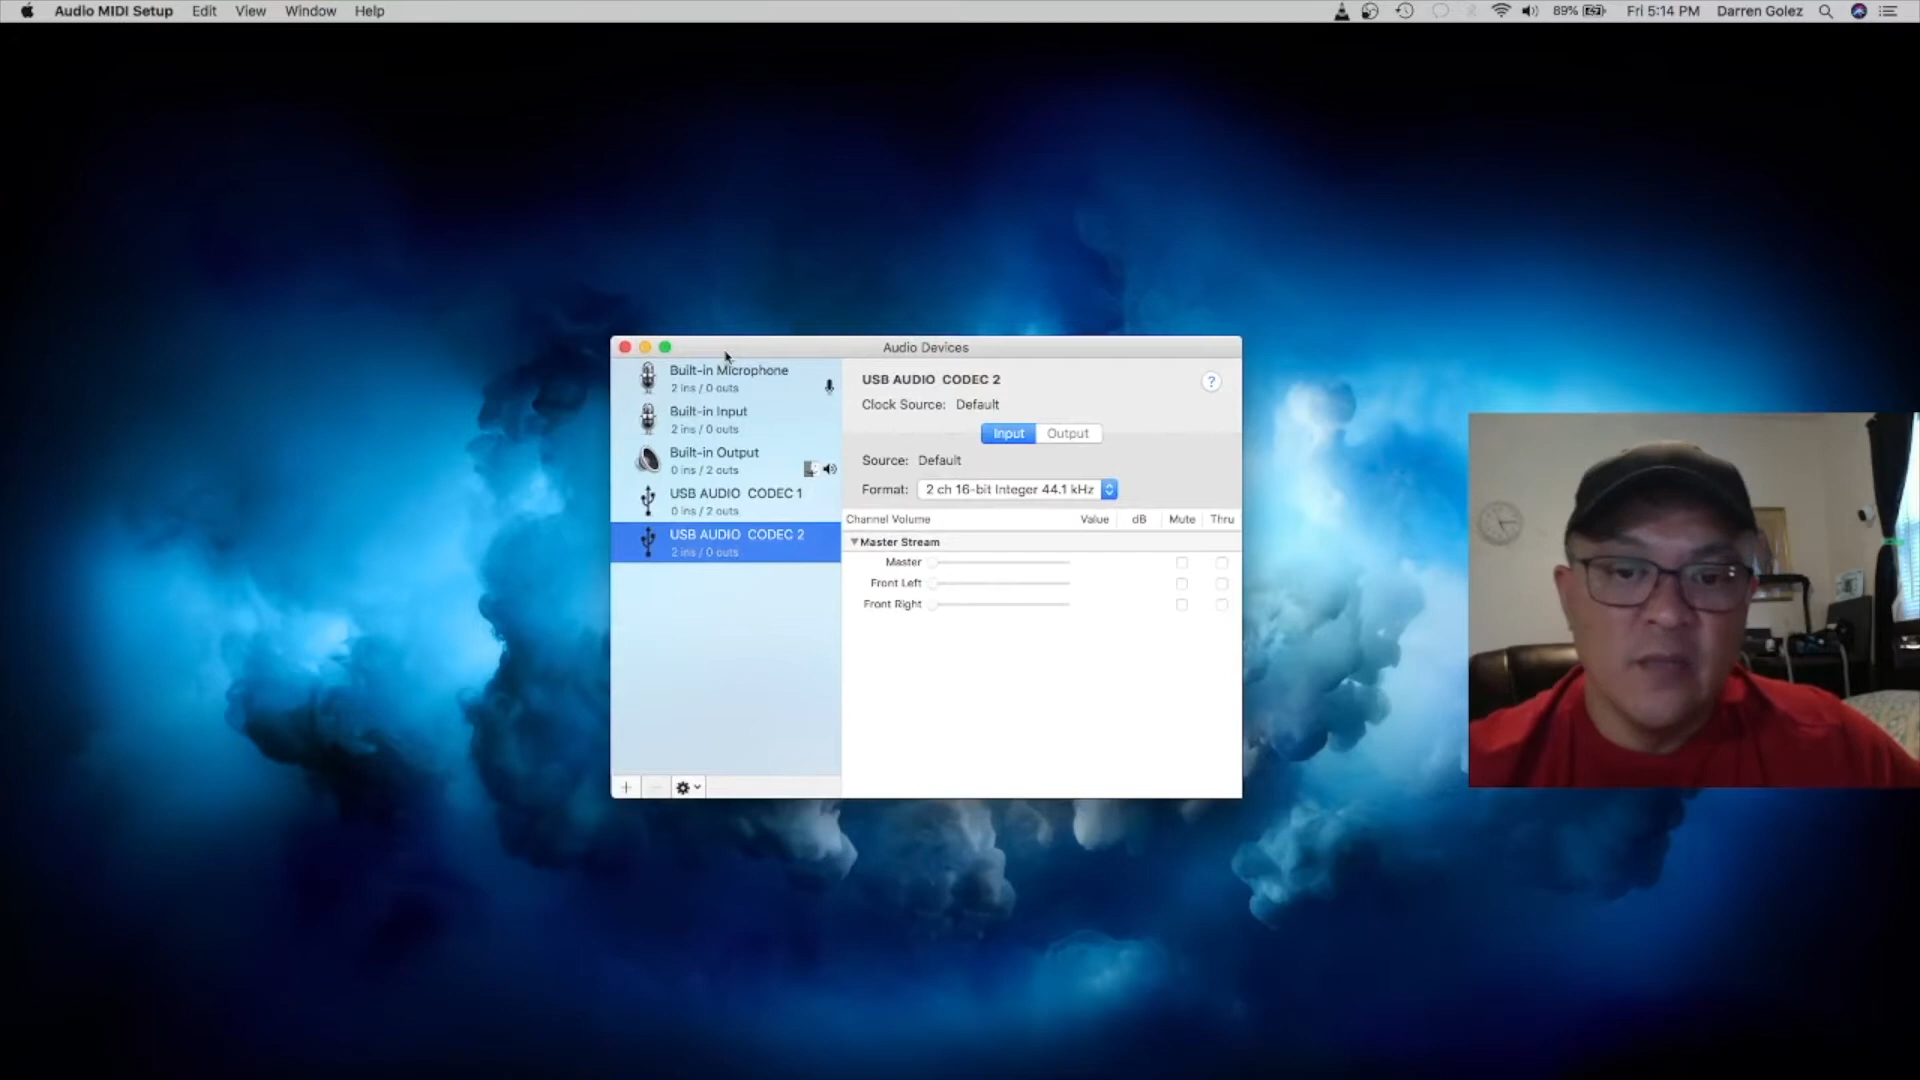 Audio MIDI Setup Edit View Window Help 89% Fri 5:14 PM Darren Golez
Audio Devices
Built-in Microphone
2 ins / 0 outs
Built-in Input
2 ins / 0 outs
Built-in Output
0 ins / 2 outs
USB AUDIO  CODEC 1
0 ins / 2 outs
USB AUDIO  CODEC 2
2 ins / 0 outs
USB AUDIO  CODEC 2
?
Clock Source: Default
Input Output
Source: Default
Format: 2 ch 16-bit Integer 44.1 kHz
Channel Volume Value dB Mute Thru
Master Stream
Master
Front Left
Front Right